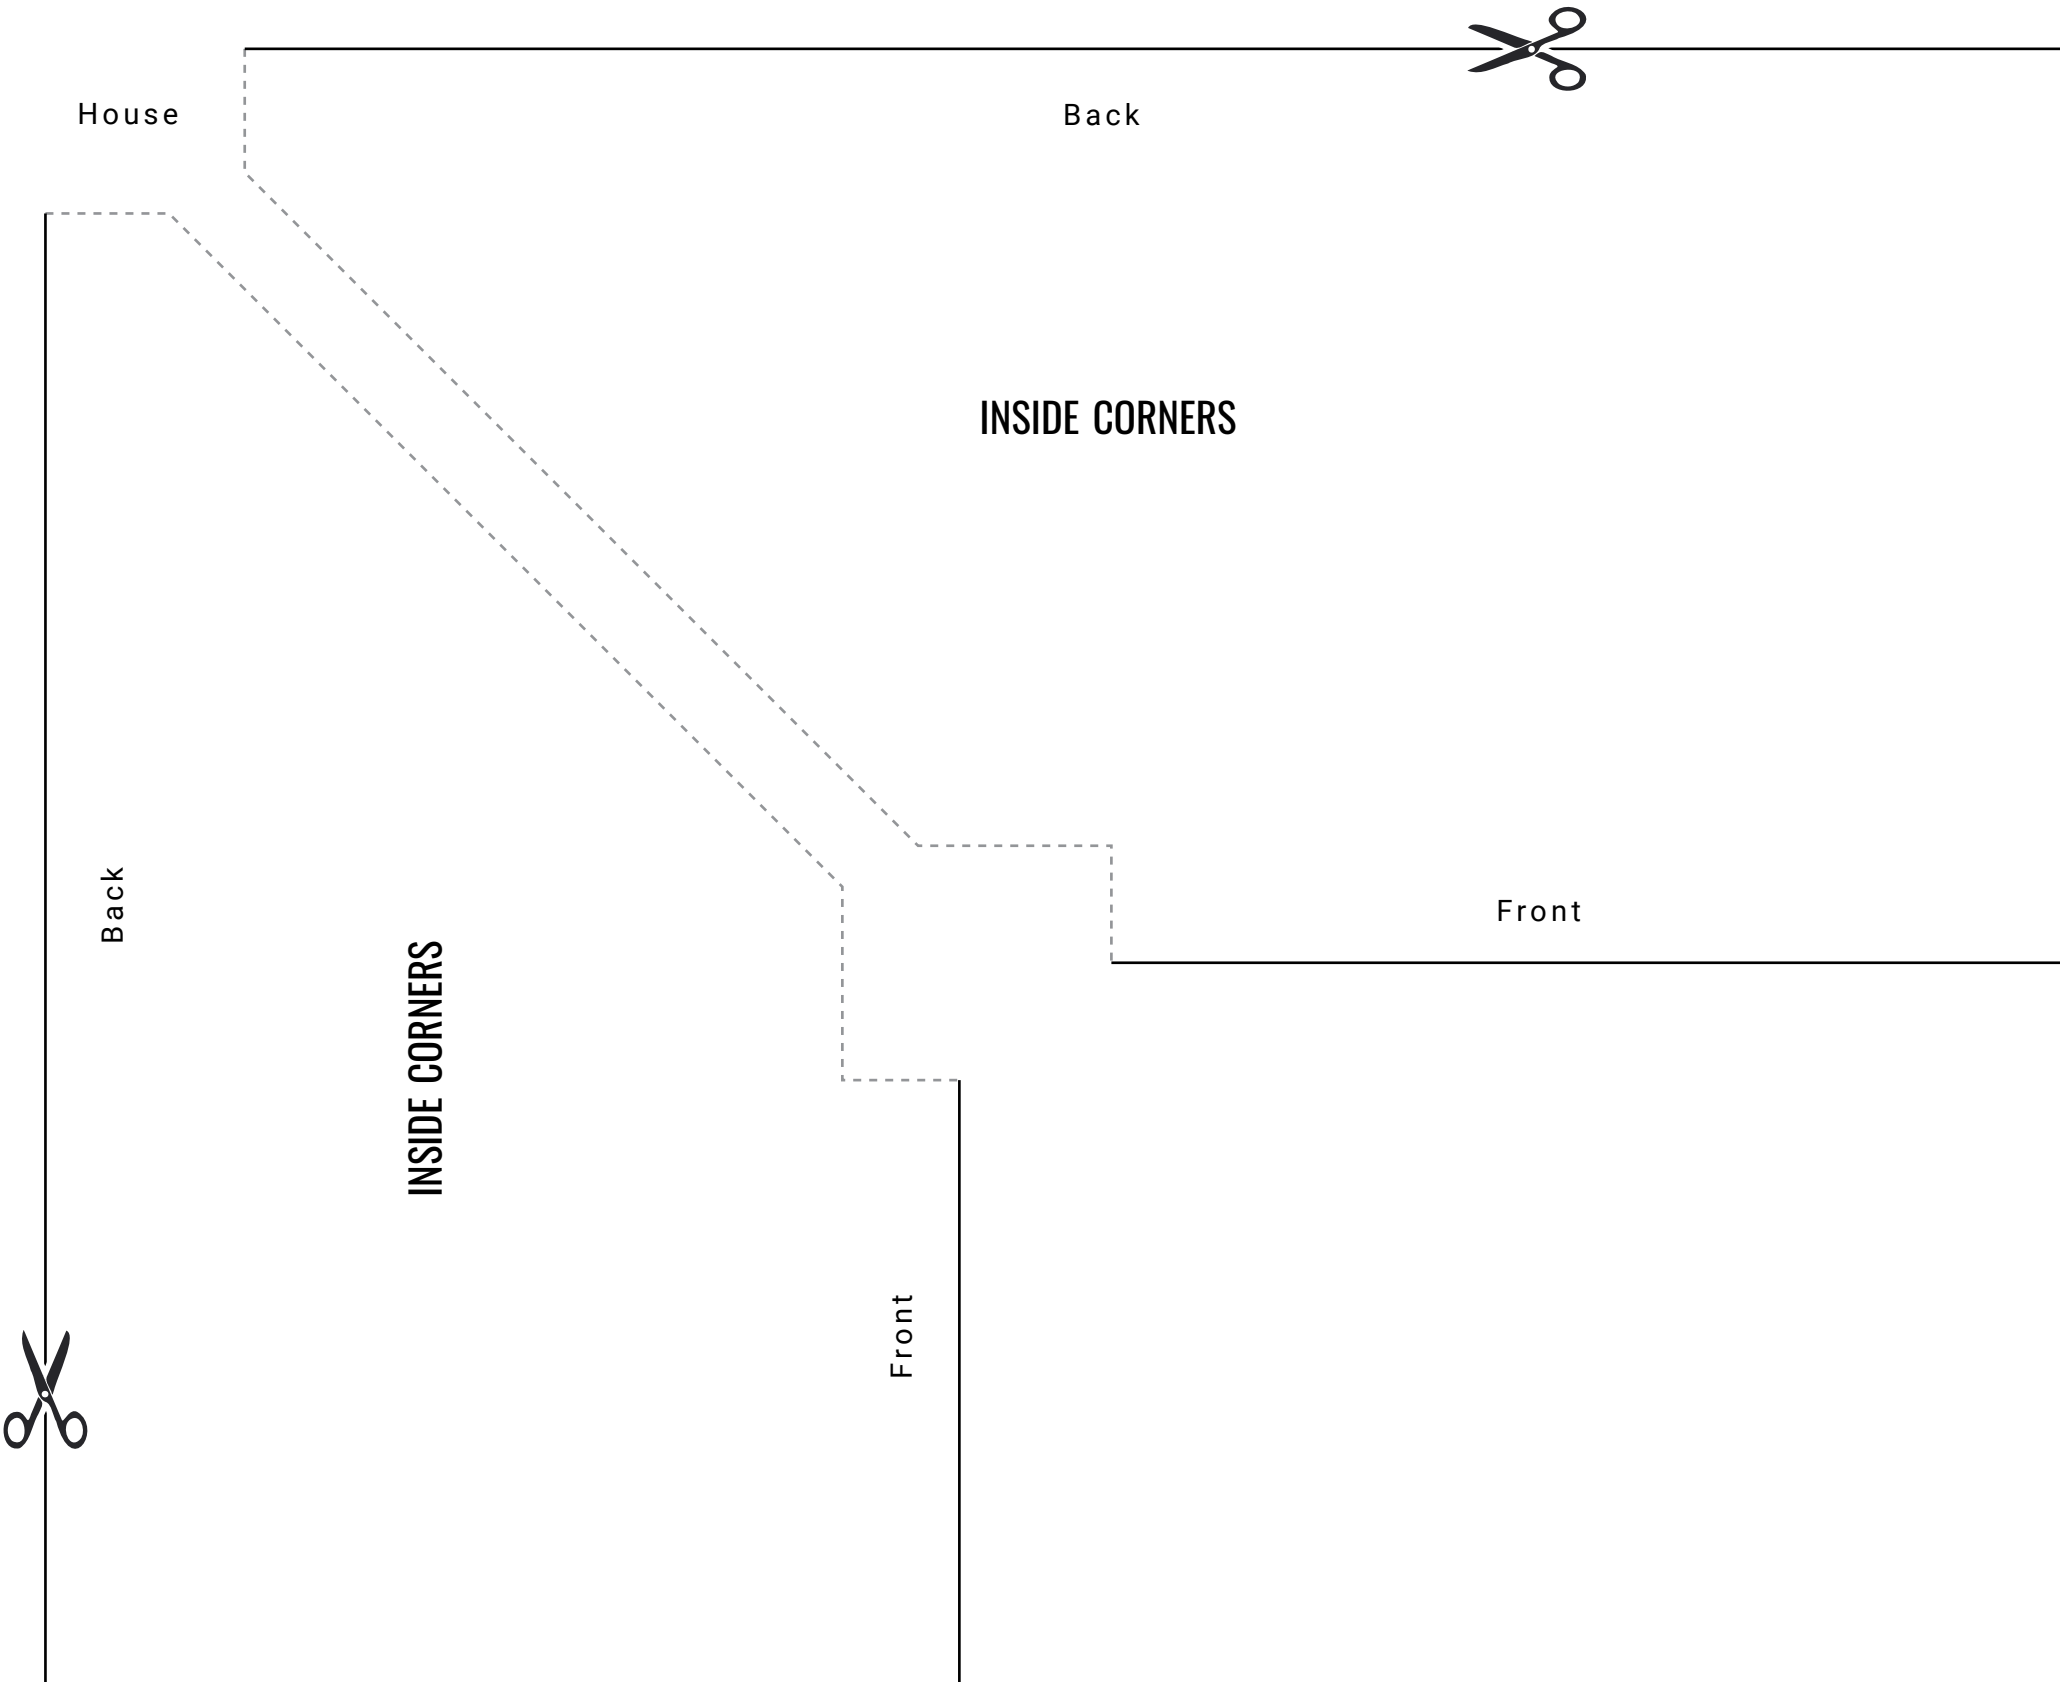 House
Back
INSIDE CORNERS
Front
Back
INSIDE CORNERS
Front